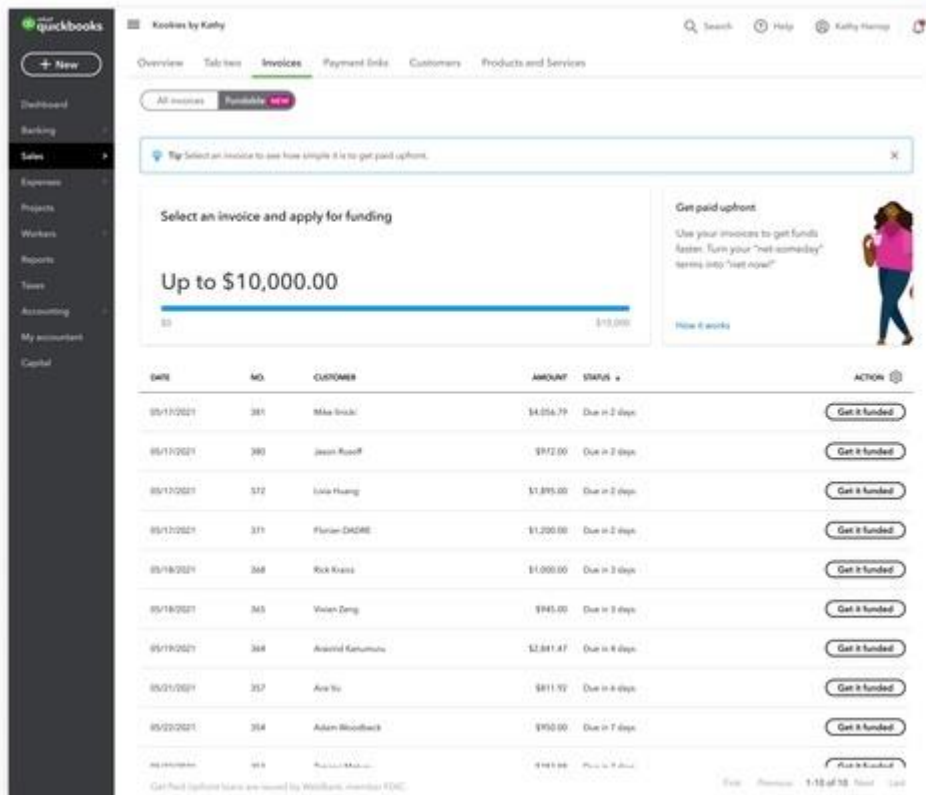 intuit
quickbooks
Kookies by Kathy
Search
Help
Kathy
+ New
Overview
Tab two
Invoices
Payment links
Customers
Products and Services
All invoices
Fundable NEW
Dashboard
Banking
Sales
Expenses
Projects
Workers
Reports
Taxes
Accounting
My accountant
Capital
Tip Select an invoice to see how simple it is to get paid upfront.
Select an invoice and apply for funding
Up to $10,000.00
$0
$10,000
Get paid upfront
Use your invoices to get funds
faster. Turn your "net someday"
terms into "net now!"
How it works
DATE NO. CUSTOMER AMOUNT STATUS ACTION
05/17/2021 381 Mike $4,056.79 Due in 2 days Get it funded
05/17/2021 380 Jason $972.00 Due in 2 days Get it funded
05/17/2021 372 Huang $1,895.00 Due in 2 days Get it funded
05/17/2021 371 Florian DADRE $1,200.00 Due in 2 days Get it funded
05/18/2021 368 Rick $1,000.00 Due in 3 days Get it funded
05/18/2021 365 Vivian Zeng $945.00 Due in 3 days Get it funded
05/19/2021 364 Kanumuru $2,841.47 Due in 4 days Get it funded
05/21/2021 357 $811.92 Due in 6 days Get it funded
05/22/2021 354 Adam Woodback $950.00 Due in 7 days Get it funded
Get Paid Upfront loans are issued by WebBank, member FDIC.
First Previous 1-10 of 10 Next Last